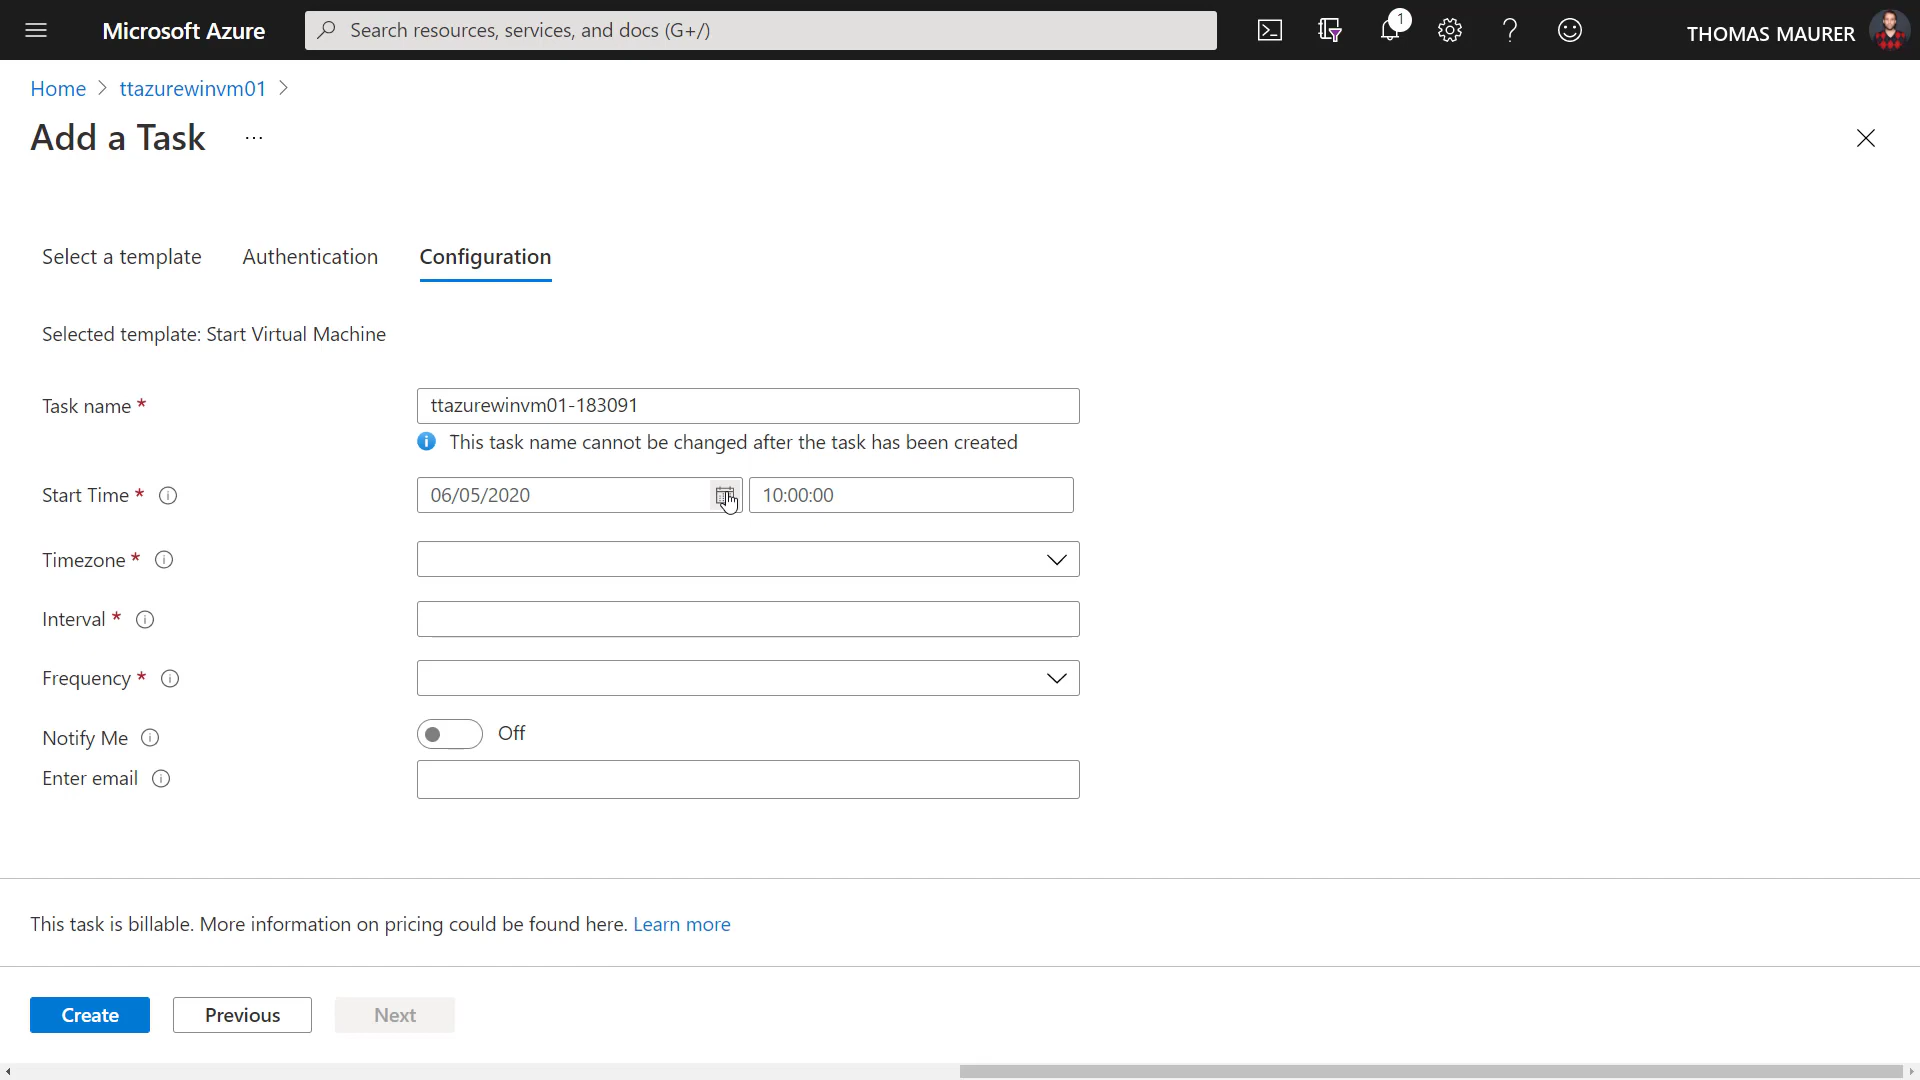 Microsoft Azure
Search resources, services, and docs (G+/)
1
THOMAS MAURER
Home
ttazurewinvm01
Add a Task
...
Select a template
Authentication
Configuration
Selected template: Start Virtual Machine
Task name *
ttazurewinvm01-183091
This task name cannot be changed after the task has been created
Start Time *
06/05/2020
10:00:00
Timezone *
Interval *
Frequency *
Notify Me
Off
Enter email
This task is billable. More information on pricing could be found here. Learn more
Create
Previous
Next